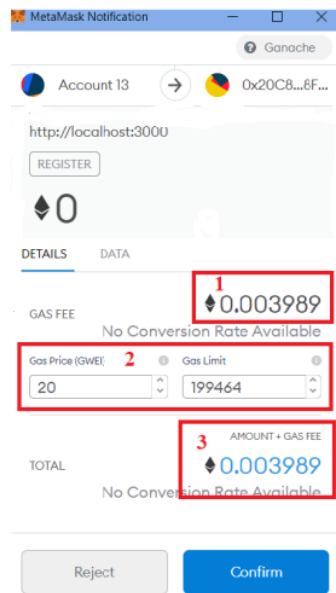 MetaMask Notification
Ganache
Account 13
0x20C8...8F...
http://localhost:3000
REGISTER
0
DETAILS DATA
1
0.003989
GAS FEE
No Conversion Rate Available
Gas Price (GWEI) 2 Gas Limit
20 199464
3 AMOUNT + GAS FEE
TOTAL 0.003989
No Conversion Rate Available
Reject Confirm